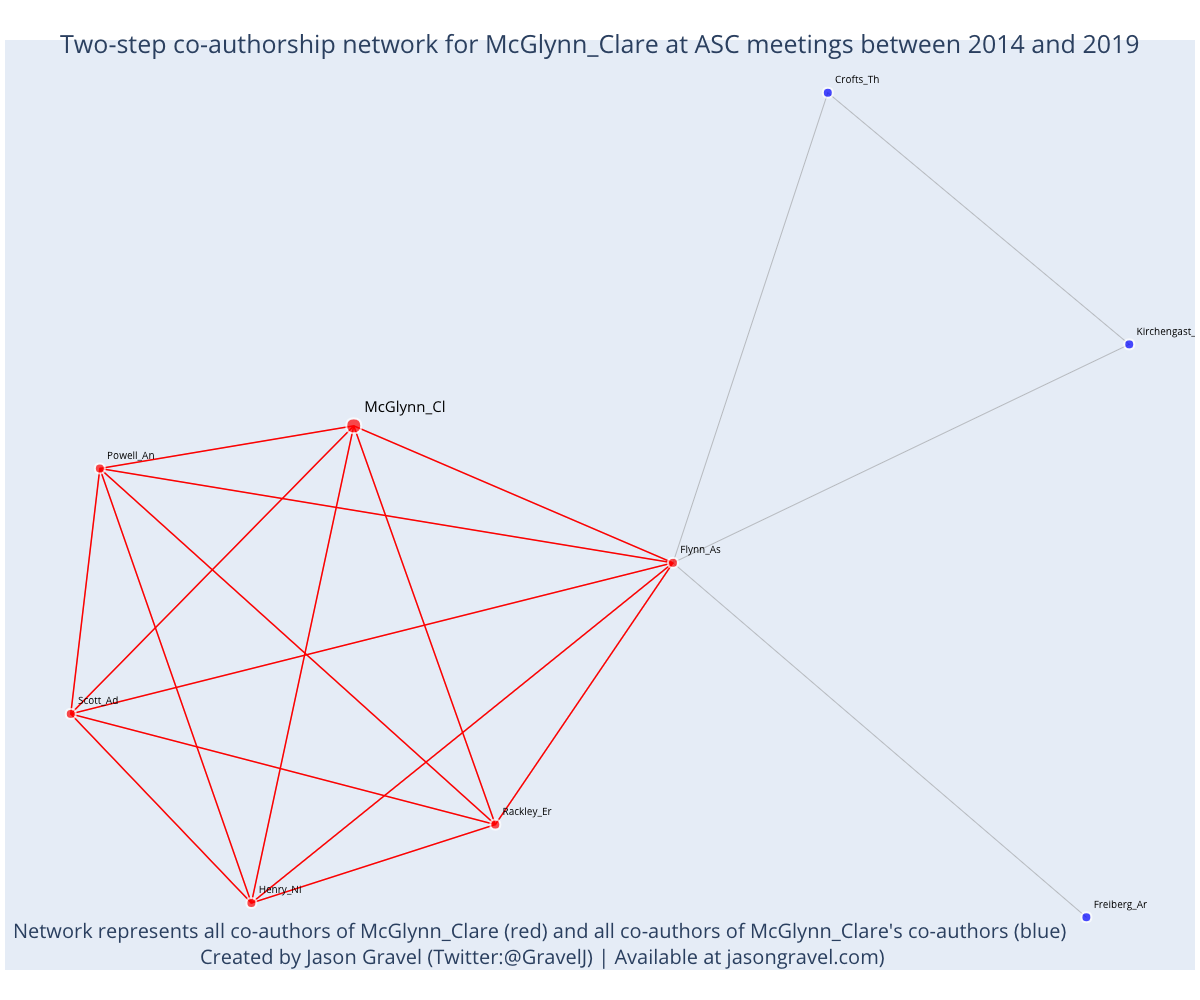 Two-step co-authorship network for McGlynn_Clare at ASC meetings between 2014 and 2019
Crofts_Th
Kirchengast_
McGlynn_Cl
Powell_An
Flynn_As
Scott_Ad
Rackley_Er
Henry_Ni
Freiberg_Ar
Network represents all co-authors of McGlynn_Clare (red) and all co-authors of McGlynn_Clare's co-authors (blue)
Created by Jason Gravel (Twitter:@GravelJ) | Available at jasongravel.com)